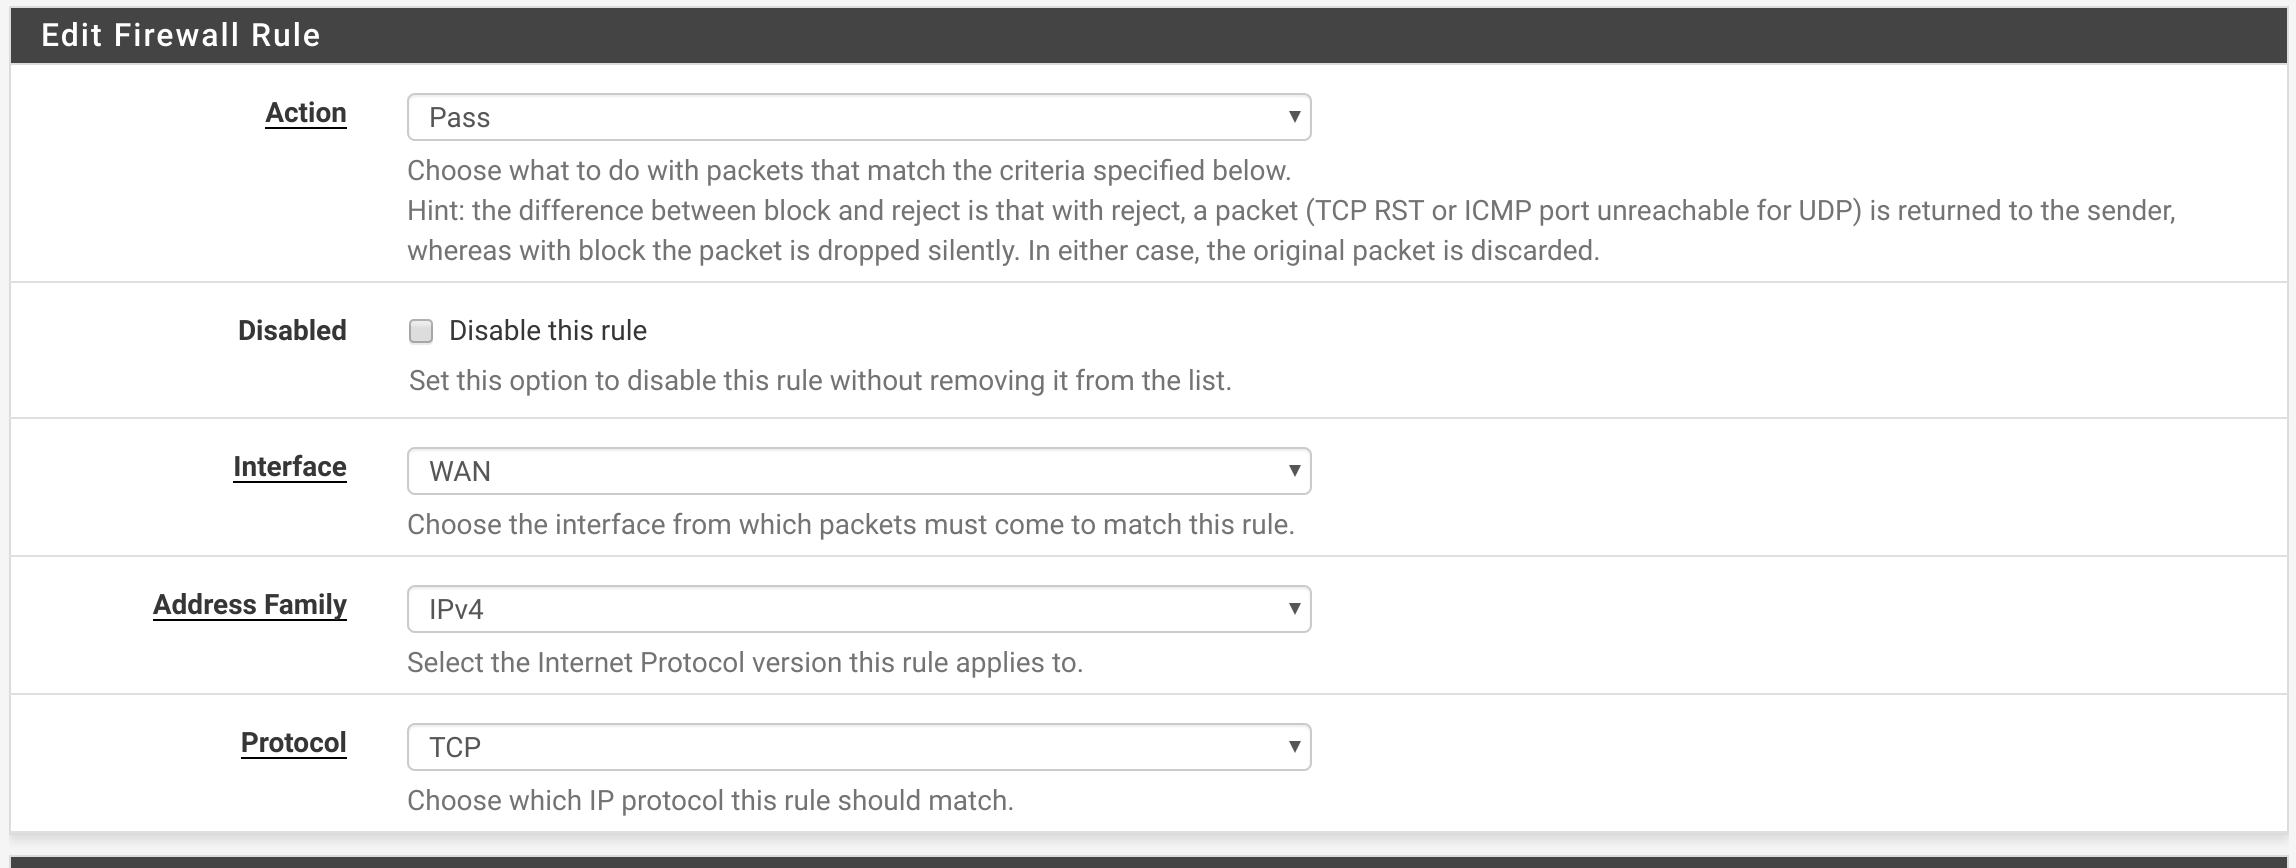 Edit Firewall Rule
Action
Pass
Choose what to do with packets that match the criteria specified below.
Hint: the difference between block and reject is that with reject, a packet (TCP RST or ICMP port unreachable for UDP) is returned to the sender,
whereas with block the packet is dropped silently. In either case, the original packet is discarded.
Disabled
Disable this rule
Set this option to disable this rule without removing it from the list.
Interface
WAN
Choose the interface from which packets must come to match this rule.
Address Family
IPv4
Select the Internet Protocol version this rule applies to.
Protocol
TCP
Choose which IP protocol this rule should match.